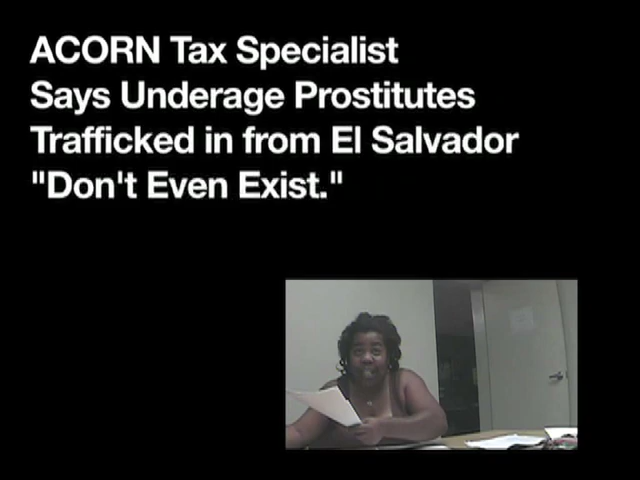 ACORN Tax Specialist
Says Underage Prostitutes
Trafficked in from El Salvador
"Don't Even Exist."